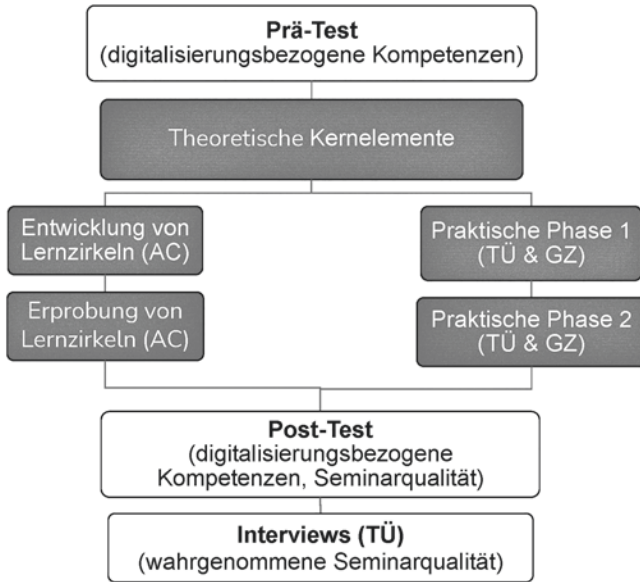 Prä-Test
(digitalisierungsbezogene Kompetenzen)
Theoretische Kernelemente
Entwicklung von
Lernzirkeln (AC)
Erprobung von
Lernzirkeln (AC)
Praktische Phase 1
(TÜ & GZ)
Praktische Phase 2
(TÜ & GZ)
Post-Test
(digitalisierungsbezogene
Kompetenzen, Seminarqualität)
Interviews (TÜ)
(wahrgenommene Seminarqualität)